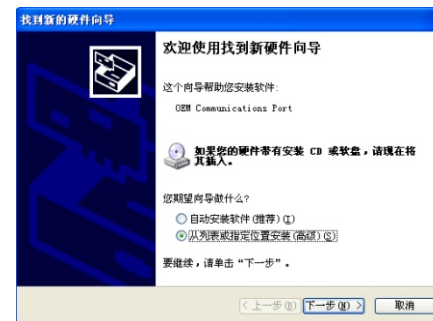 找到新的硬件向导
欢迎使用找到新硬件向导
这个向导帮助您安装软件:
OEM Communications Port
如果您的硬件带有安装 CD 或软盘,请现在将
其插入。
您期望向导做什么?
自动安装软件(推荐)(I)
从列表或指定位置安装(高级)(S)
要继续,请单击“下一步”。
<上一步(B) 下一步(N)> 取消